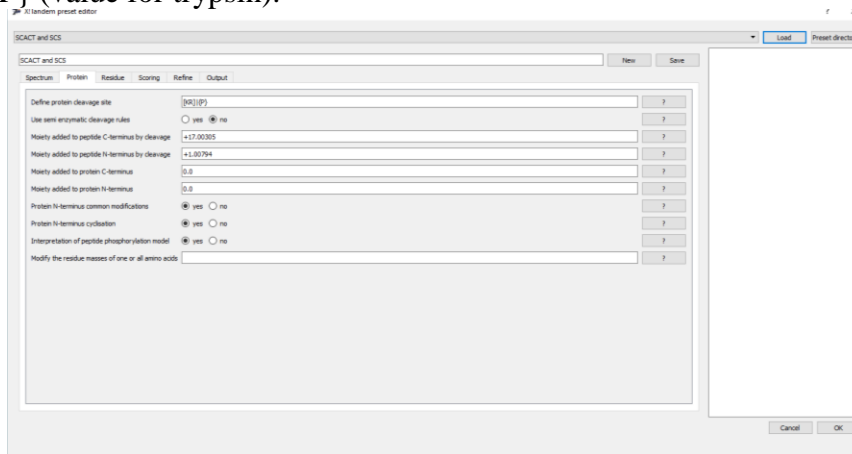 } (value for trypsin).
X!Tandem preset editor
SCACT and SCS Load Preset directo
SCACT and SCS New Save
Spectrum Protein Residue Scoring Refine Output
Define protein cleavage site [KR]|{P} ?
Use semi enzymatic cleavage rules yes no ?
Moiety added to peptide C-terminus by cleavage +17.00305 ?
Moiety added to peptide N-terminus by cleavage +1.00794 ?
Moiety added to protein C-terminus 0.0 ?
Moiety added to protein N-terminus 0.0 ?
Protein N-terminus common modifications yes no ?
Protein N-terminus cyclisation yes no ?
Interpretation of peptide phosphorylation model yes no ?
Modify the residue masses of one or all amino acids ?
Cancel OK